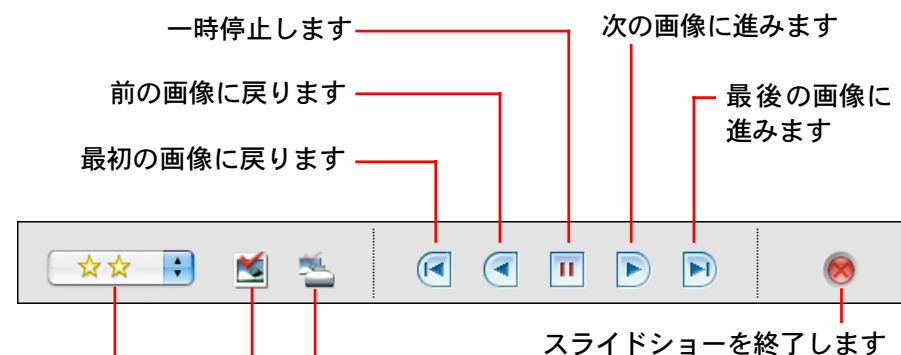 一時停止します
次の画像に進みます
前の画像に戻ります
最後の画像に
進みます
最初の画像に戻ります
スライドショーを終了します